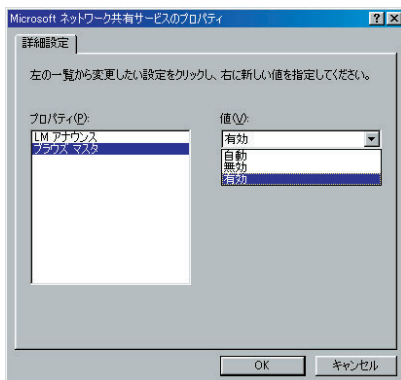 Microsoft ネットワーク共有サービスのプロパティ
詳細設定
左の一覧から変更したい設定をクリックし、右に新しい値を指定してください。
プロパティ(P):
値(V):
LM アナウンス
ブラウズ マスタ
有効
自動
無効
有効
OK
キャンセル